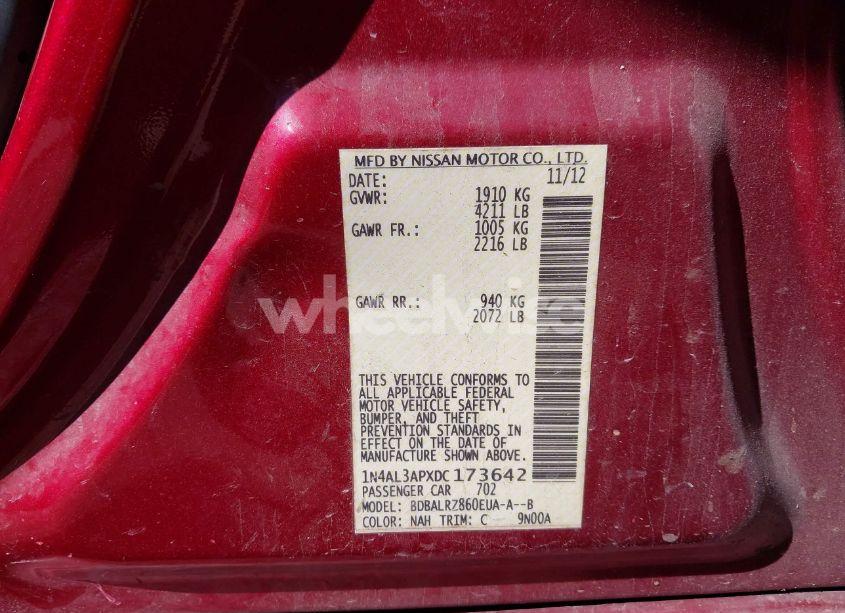 MFD BY NISSAN MOTOR CO., LTD.
DATE: 11/12
GVWR: 1910 KG
4211 LB
GAWR FR.: 1005 KG
2216 LB
GAWR RR.: 940 KG
2072 LB
wheelwise
THIS VEHICLE CONFORMS TO
ALL APPLICABLE FEDERAL
MOTOR VEHICLE SAFETY,
BUMPER, AND THEFT
PREVENTION STANDARDS IN
EFFECT ON THE DATE OF
MANUFACTURE SHOWN ABOVE.
1N4AL3APXDC173642
PASSENGER CAR 702
MODEL: BDBALRZ860EUA-A--B
COLOR: NAH TRIM: C 9N00A